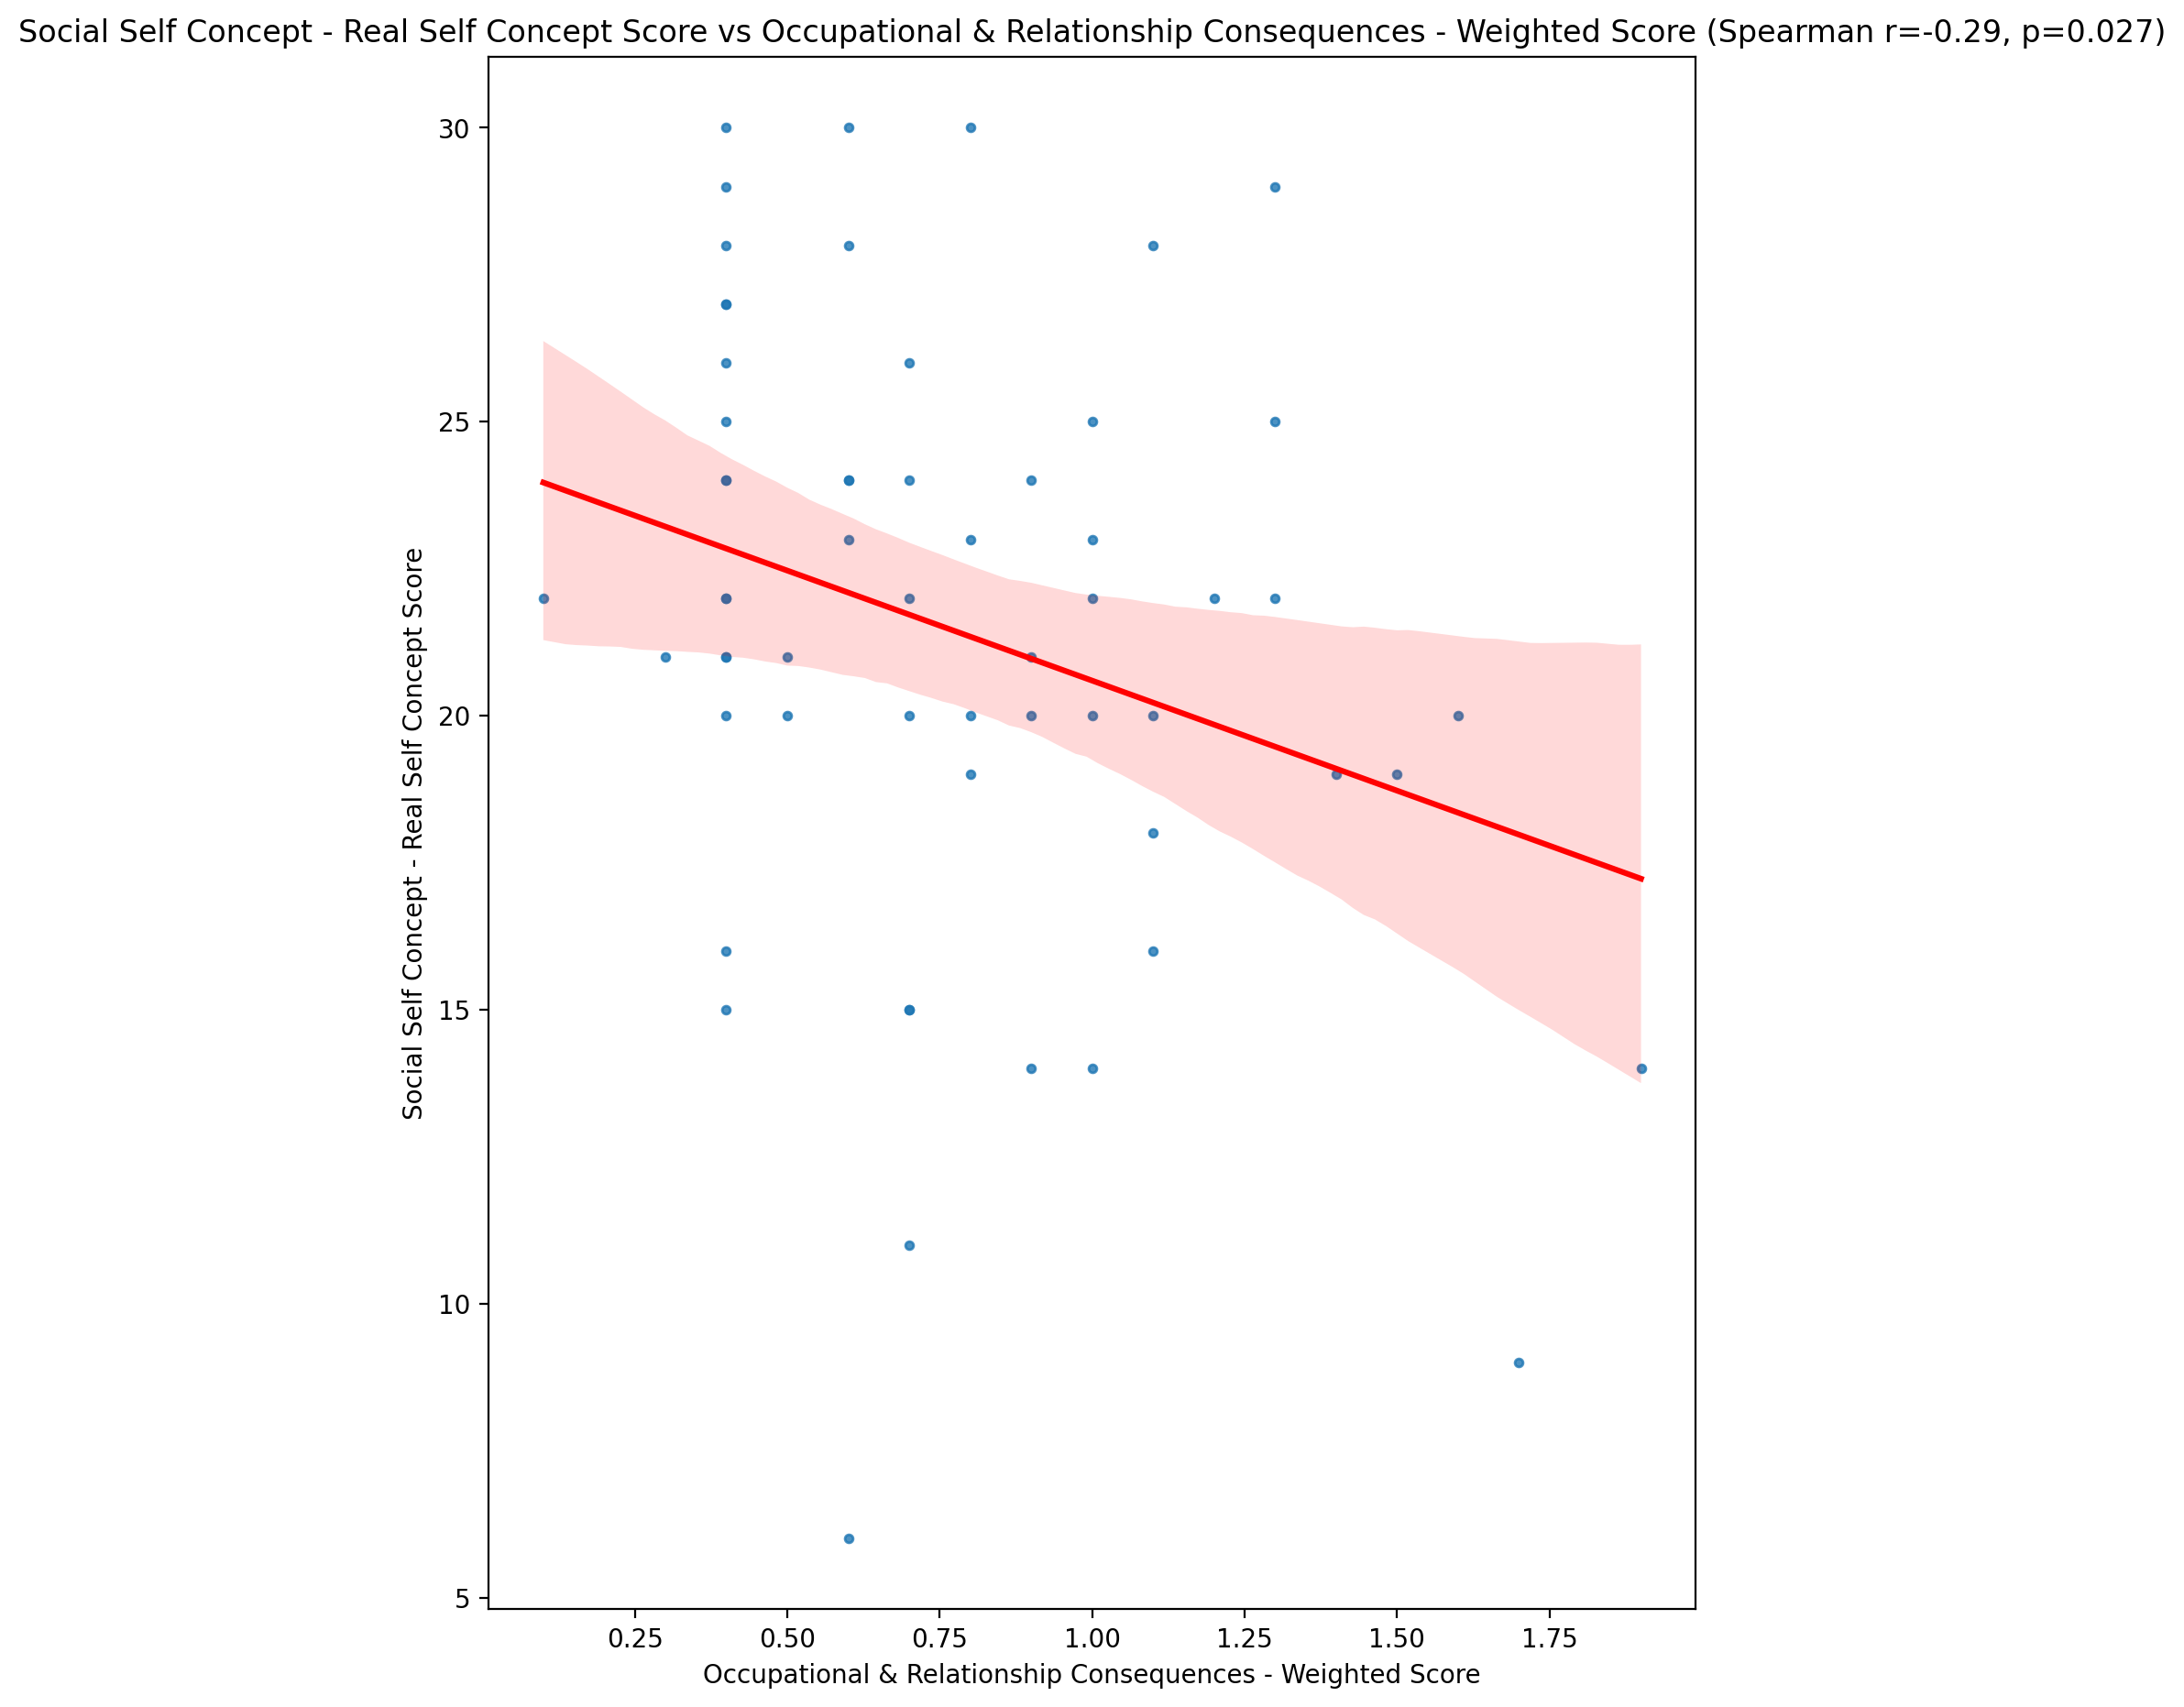 Social Self Concept - Real Self Concept Score vs Occupational & Relationship Consequences - Weighted Score (Spearman r=-0.29, p=0.027)
Social Self Concept - Real Self Concept Score
30
25
20
15
10
5
0.25 0.50 0.75 1.00 1.25 1.50 1.75
Occupational & Relationship Consequences - Weighted Score